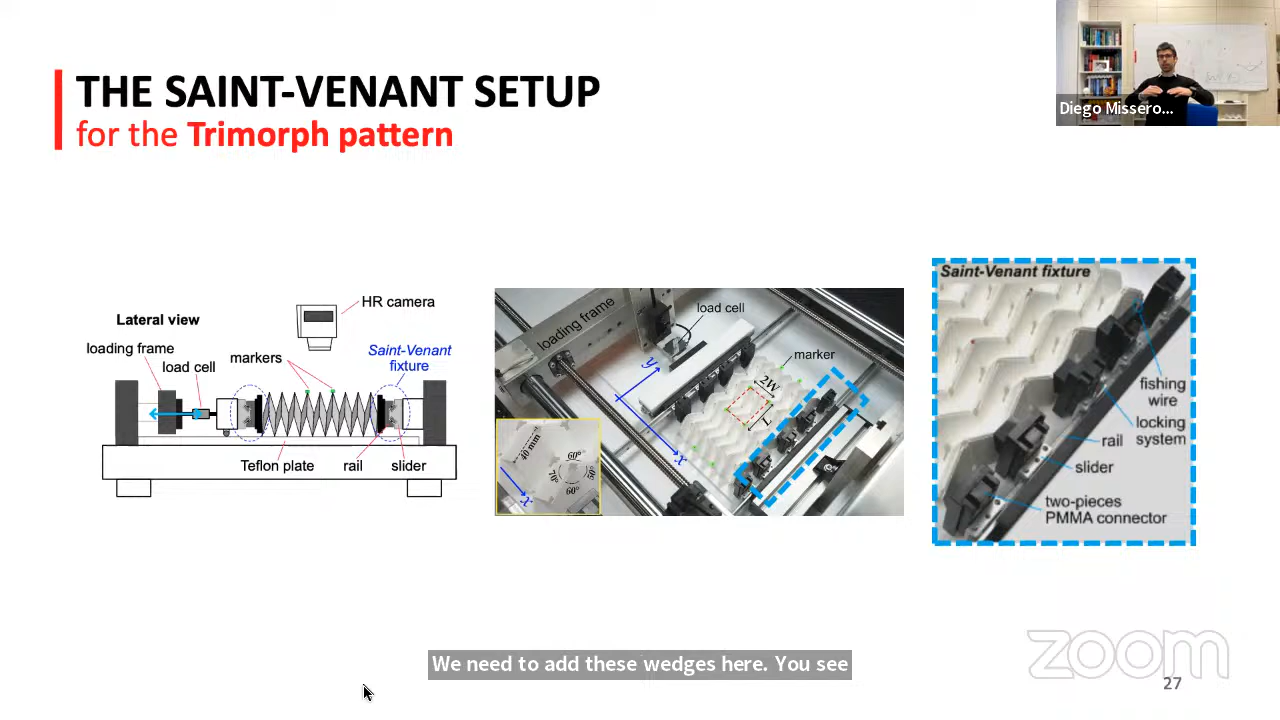 THE SAINT-VENANT SETUP
for the Trimorph pattern
Diego Missero...
Lateral view
HR camera
loading frame
load cell
markers
Saint-Venant
fixture
Teflon plate
rail
slider
loading frame
load cell
marker
y
x
2W
L
40 mm
60°
70°
50°
60°
x
Saint-Venant fixture
fishing
wire
locking
system
rail
slider
two-pieces
PMMA connector
We need to add these wedges here. You see
zoom
27